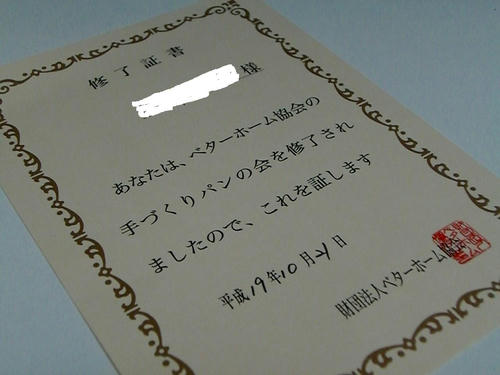 修了証書
様
あなたは、ベターホーム協会の
手づくりパンの会を修了され
ましたので、これを証します
平成19年10月21日
財団法人ベターホーム協会